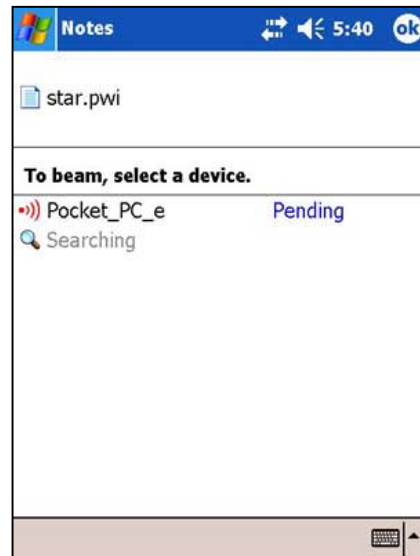 Notes 5:40 ok
star.pwi
To beam, select a device.
Pocket_PC_e Pending
Searching